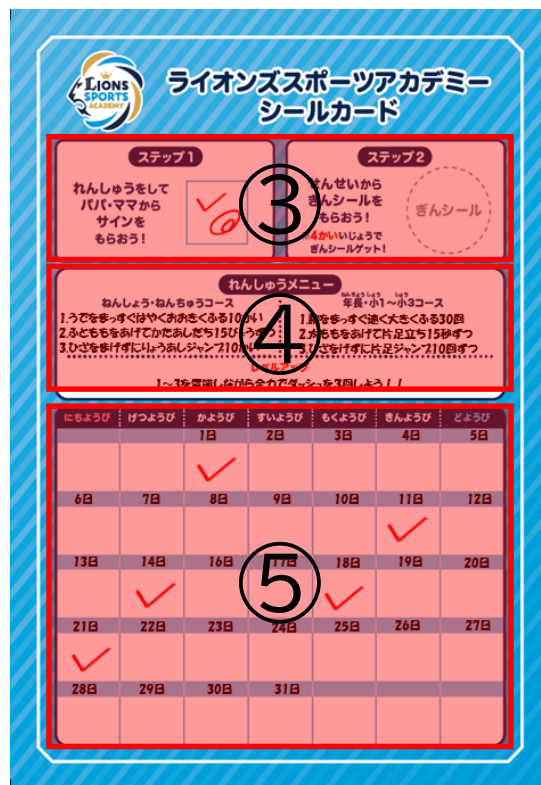 LIONS
SPORTS
ACADEMY
ライオンズスポーツアカデミー
シールカード
ステップ1
れんしゅうをして
パパ・ママから
サインを
もらおう!
③
ステップ2
せんせいから
ぎんシールを
もらおう!
※4かいいじょうで
ぎんシールゲット!
ぎんシール
れんしゅうメニュー
ねんしょう・ねんちゅうコース
1.うでをまっすぐはやくおおきくふる10かい
2.ふとももをあげてかたあしだち15びょうずつ
3.ひざをまげずにりょうあしジャンプ10かい
④
ねんちょう しょう しょう
年長・小1～小3コース
1.腕をまっすぐ速く大きくふる30回
2.太ももをあげて片足立ち15秒ずつ
3.ひざをまげずに片足ジャンプ10回ずつ
レベルアップ
1～3を意識しながら全力でダッシュを3回しよう!!
にちようび げつようび かようび すいようび もくようび きんようび どようび
1日 2日 3日 4日 5日
6日 7日 8日 9日 10日 11日 12日
13日 14日 16日 17日 18日 19日 20日
⑤
21日 22日 23日 24日 25日 26日 27日
28日 29日 30日 31日